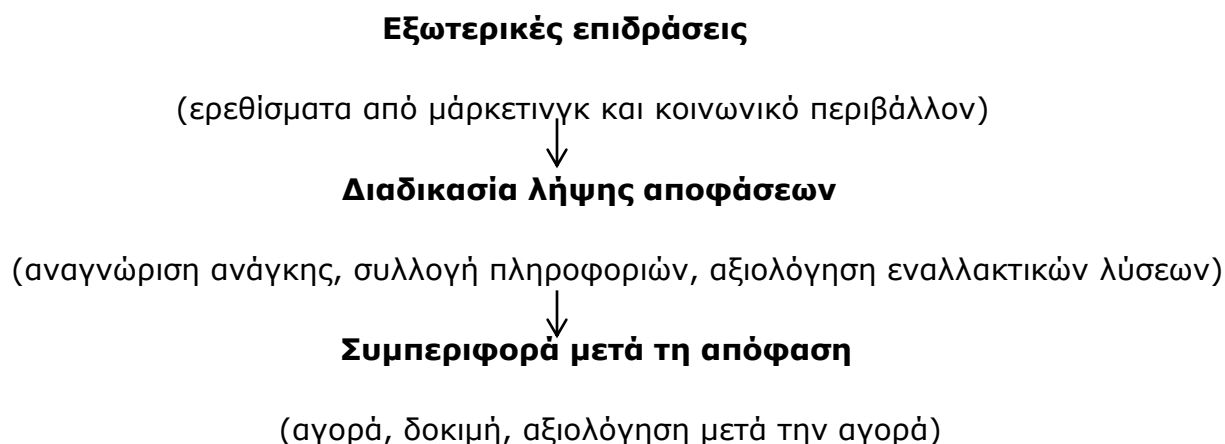 Εξωτερικές επιδράσεις
(ερεθίσματα από μάρκετινγκ και κοινωνικό περιβάλλον)
Διαδικασία λήψης αποφάσεων
(αναγνώριση ανάγκης, συλλογή πληροφοριών, αξιολόγηση εναλλακτικών λύσεων)
Συμπεριφορά μετά τη απόφαση
(αγορά, δοκιμή, αξιολόγηση μετά την αγορά)